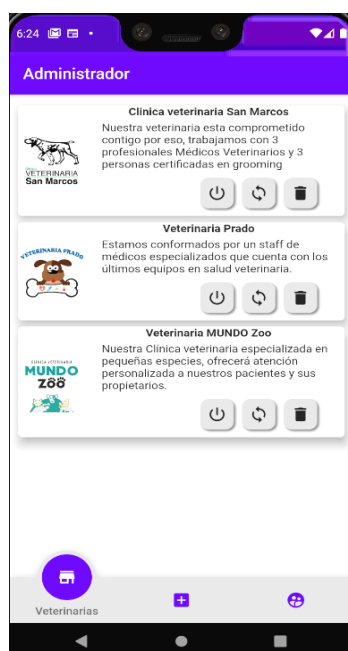 6:24
Administrador
Clinica veterinaria San Marcos
Nuestra veterinaria esta comprometido
contigo por eso, trabajamos con 3
profesionales Médicos Veterinarios y 3
personas certificadas en grooming
VETERINARIA
San Marcos
Veterinaria Prado
Estamos conformados por un staff de
médicos especializados que cuenta con los
últimos equipos en salud veterinaria.
VETERINARIA PRADO
Veterinaria MUNDO Zoo
Nuestra Clínica veterinaria especializada en
pequeñas especies, ofrecerá atención
personalizada a nuestros pacientes y sus
propietarios.
CLINICA VETERINARIA
MUNDO
ZOO
Veterinarias